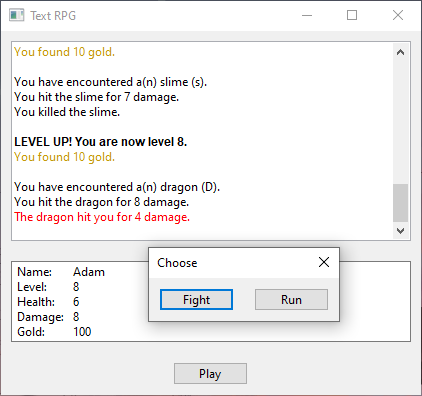 Text RPG
You found 10 gold.
You have encountered a(n) slime (s).
You hit the slime for 7 damage.
You killed the slime.
LEVEL UP! You are now level 8.
You found 10 gold.
You have encountered a(n) dragon (D).
You hit the dragon for 8 damage.
The dragon hit you for 4 damage.
Choose
Fight Run
Name: Adam
Level: 8
Health: 6
Damage: 8
Gold: 100
Play